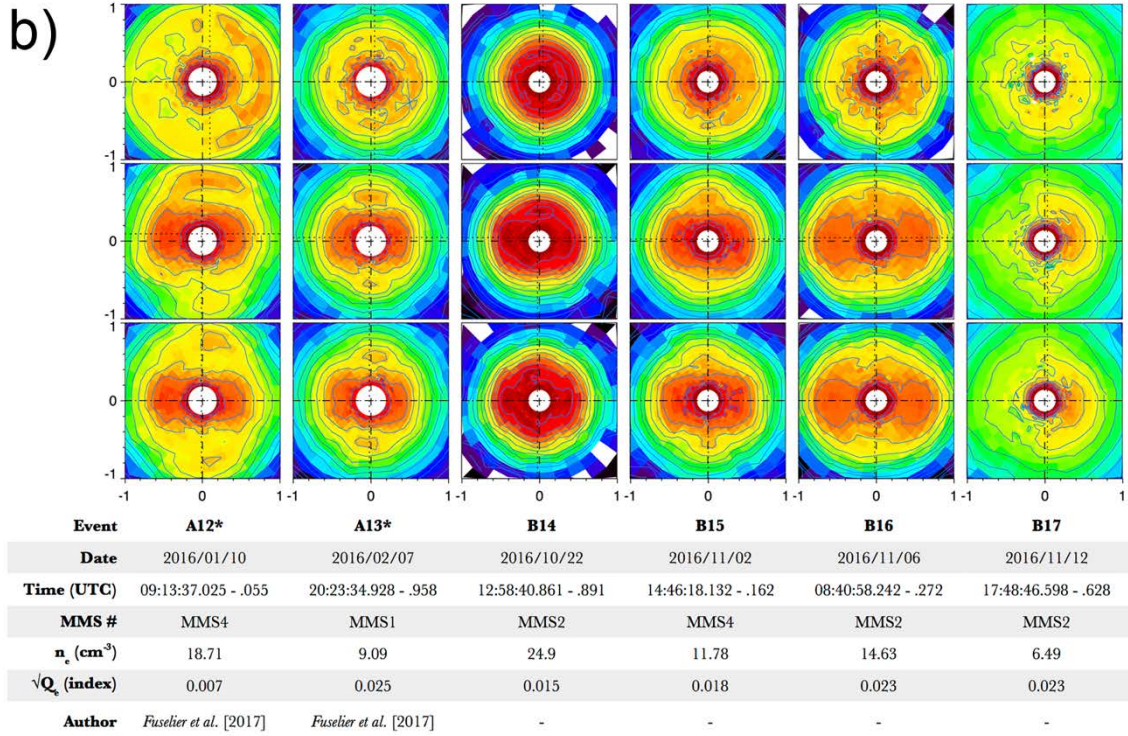 b)
1
0
-1
1
0
-1
1
0
-1
-1 0 1 -1 0 1 -1 0 1 -1 0 1 -1 0 1 -1 0 1
Event A12* A13* B14 B15 B16 B17
Date 2016/01/10 2016/02/07 2016/10/22 2016/11/02 2016/11/06 2016/11/12
Time (UTC) 09:13:37.025 - .055 20:23:34.928 - .958 12:58:40.861 - .891 14:46:18.132 - .162 08:40:58.242 - .272 17:48:46.598 - .628
MMS # MMS4 MMS1 MMS2 MMS4 MMS2 MMS2
nₑ (cm⁻³) 18.71 9.09 24.9 11.78 14.63 6.49
√Qₑ (index) 0.007 0.025 0.015 0.018 0.023 0.023
Author Fuselier et al. [2017] Fuselier et al. [2017] - - - -